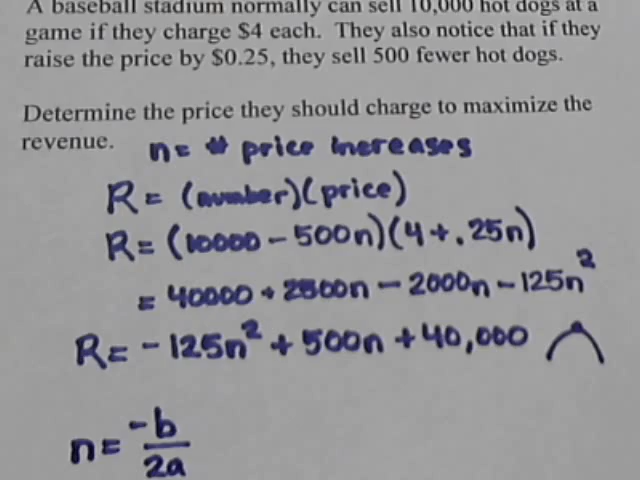 A baseball stadium normally can sell 10,000 hot dogs at a
game if they charge $4 each. They also notice that if they
raise the price by $0.25, they sell 500 fewer hot dogs.
Determine the price they should charge to maximize the
revenue. n= # price increases
R= (number)(price)
R= (10000 - 500n)(4 + .25n)
= 40000 + 2500n - 2000n - 125n²
R= -125n² + 500n + 40,000
n= -b/2a